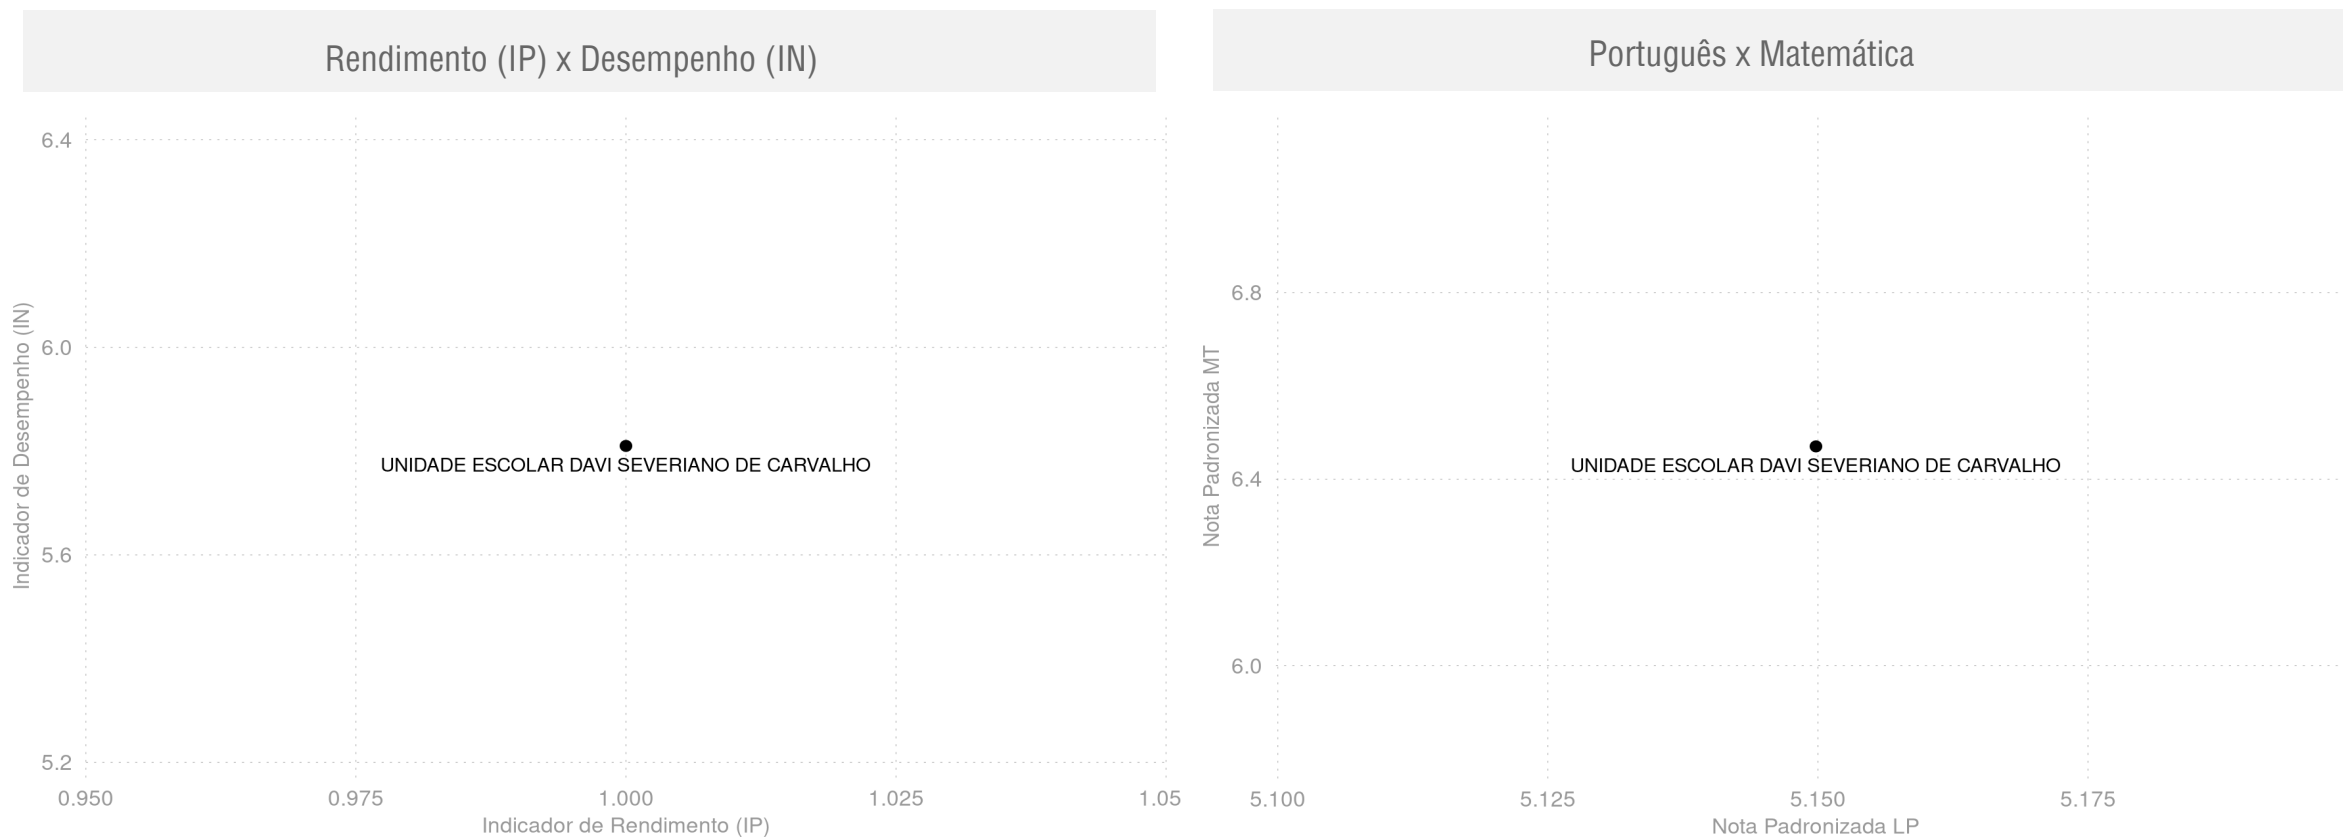 Rendimento (IP) x Desempenho (IN)
6.4
6.0
5.6
5.2
Indicador de Desempenho (IN)
UNIDADE ESCOLAR DAVI SEVERIANO DE CARVALHO
0.950 0.975 1.000 1.025 1.05
Indicador de Rendimento (IP)
Português x Matemática
6.8
6.4
6.0
Nota Padronizada MT
UNIDADE ESCOLAR DAVI SEVERIANO DE CARVALHO
5.100 5.125 5.150 5.175
Nota Padronizada LP